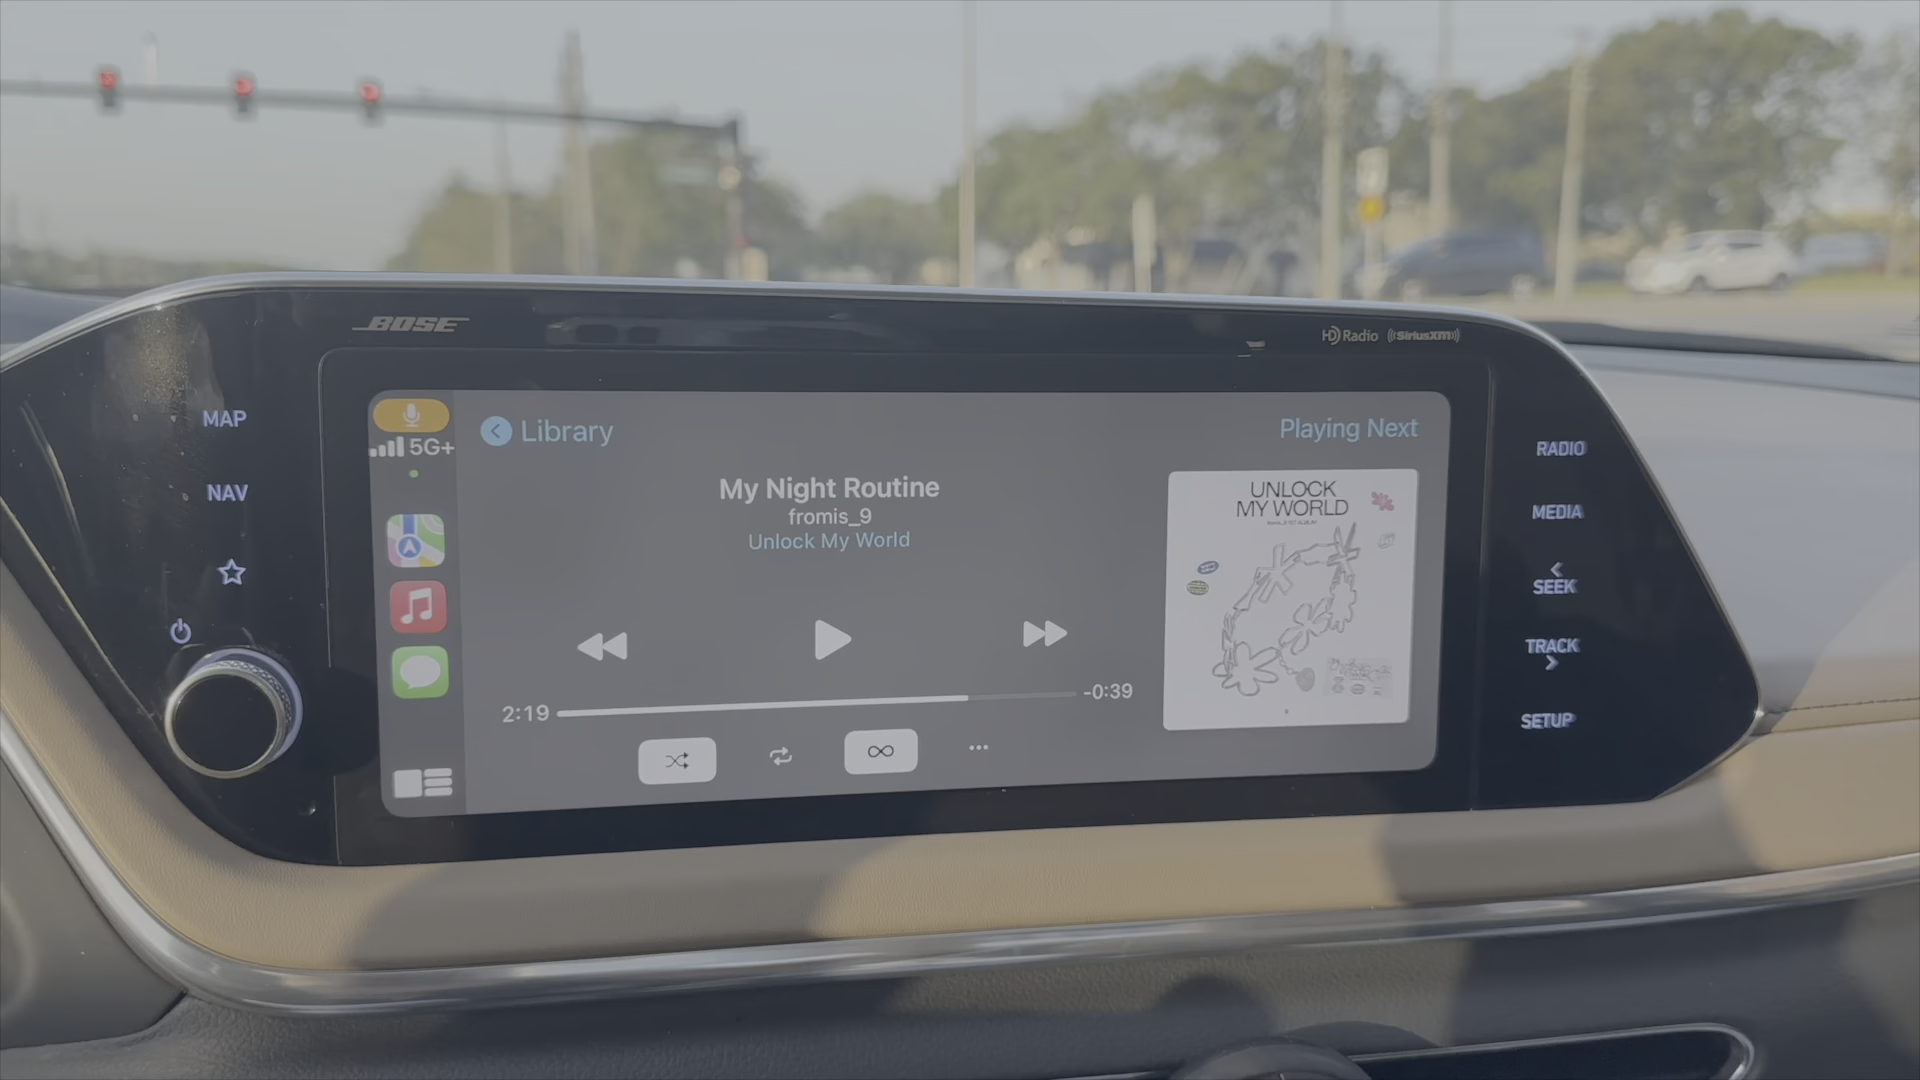 BOSE
HD Radio
SiriusXM
MAP
NAV
5G+
Library
Playing Next
My Night Routine
fromis_9
Unlock My World
2:19
-0:39
UNLOCK
MY WORLD
RADIO
MEDIA
SEEK
TRACK
SETUP